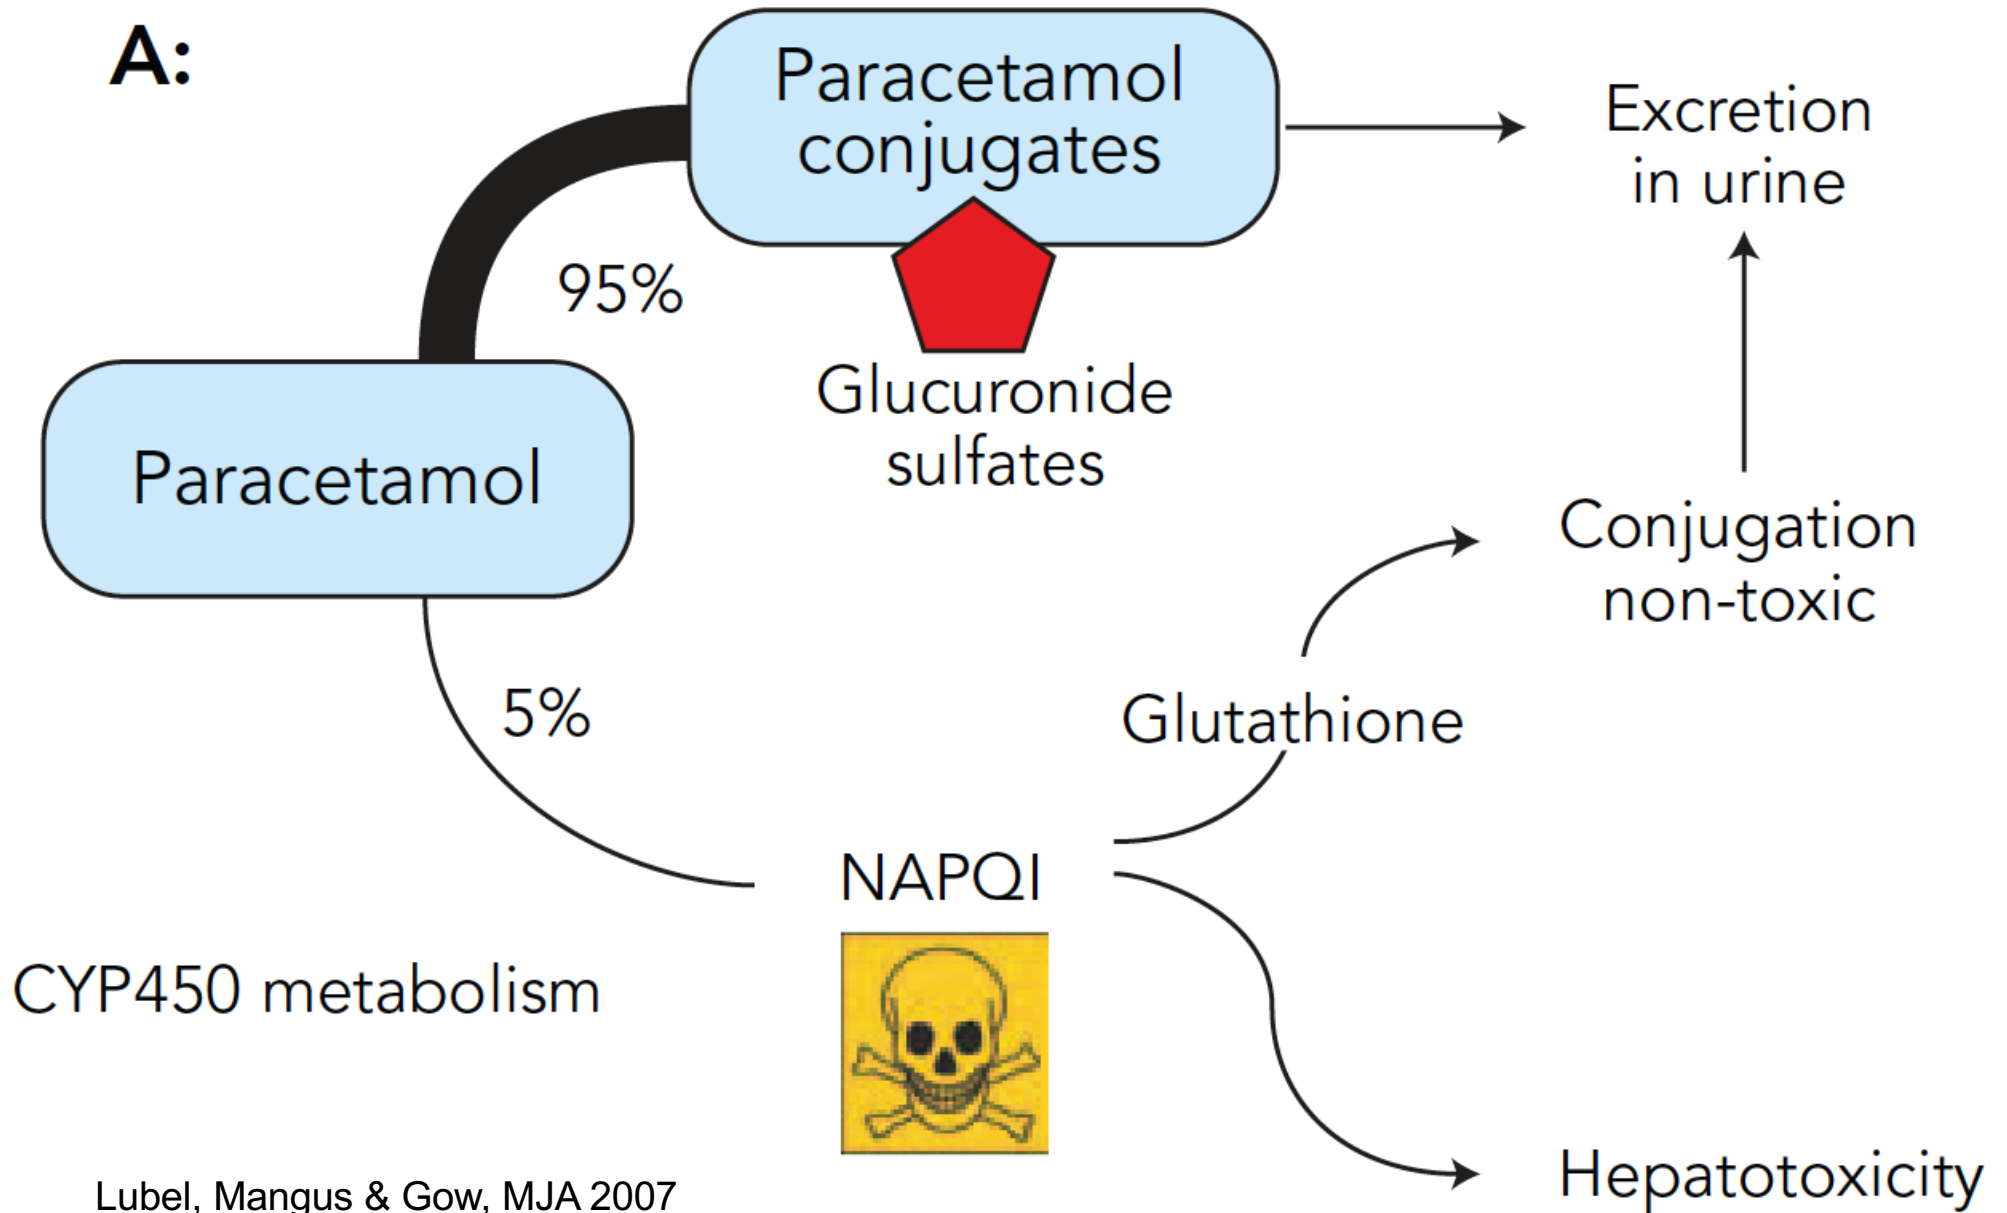 A:
Paracetamol
conjugates
Excretion
in urine
95%
Glucuronide
sulfates
Paracetamol
Conjugation
non-toxic
5%
Glutathione
NAPQI
CYP450 metabolism
Hepatotoxicity
Lubel, Mangus & Gow, MJA 2007